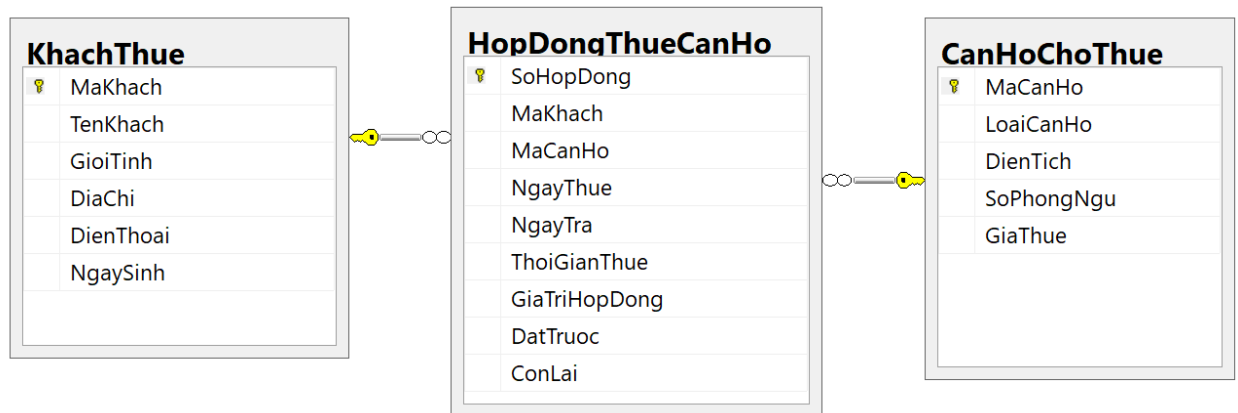 KhachThue
MaKhach
TenKhach
GioiTinh
DiaChi
DienThoai
NgaySinh
HopDongThueCanHo
SoHopDong
MaKhach
MaCanHo
NgayThue
NgayTra
ThoiGianThue
GiaTriHopDong
DatTruoc
ConLai
CanHoChoThue
MaCanHo
LoaiCanHo
DienTich
SoPhongNgu
GiaThue